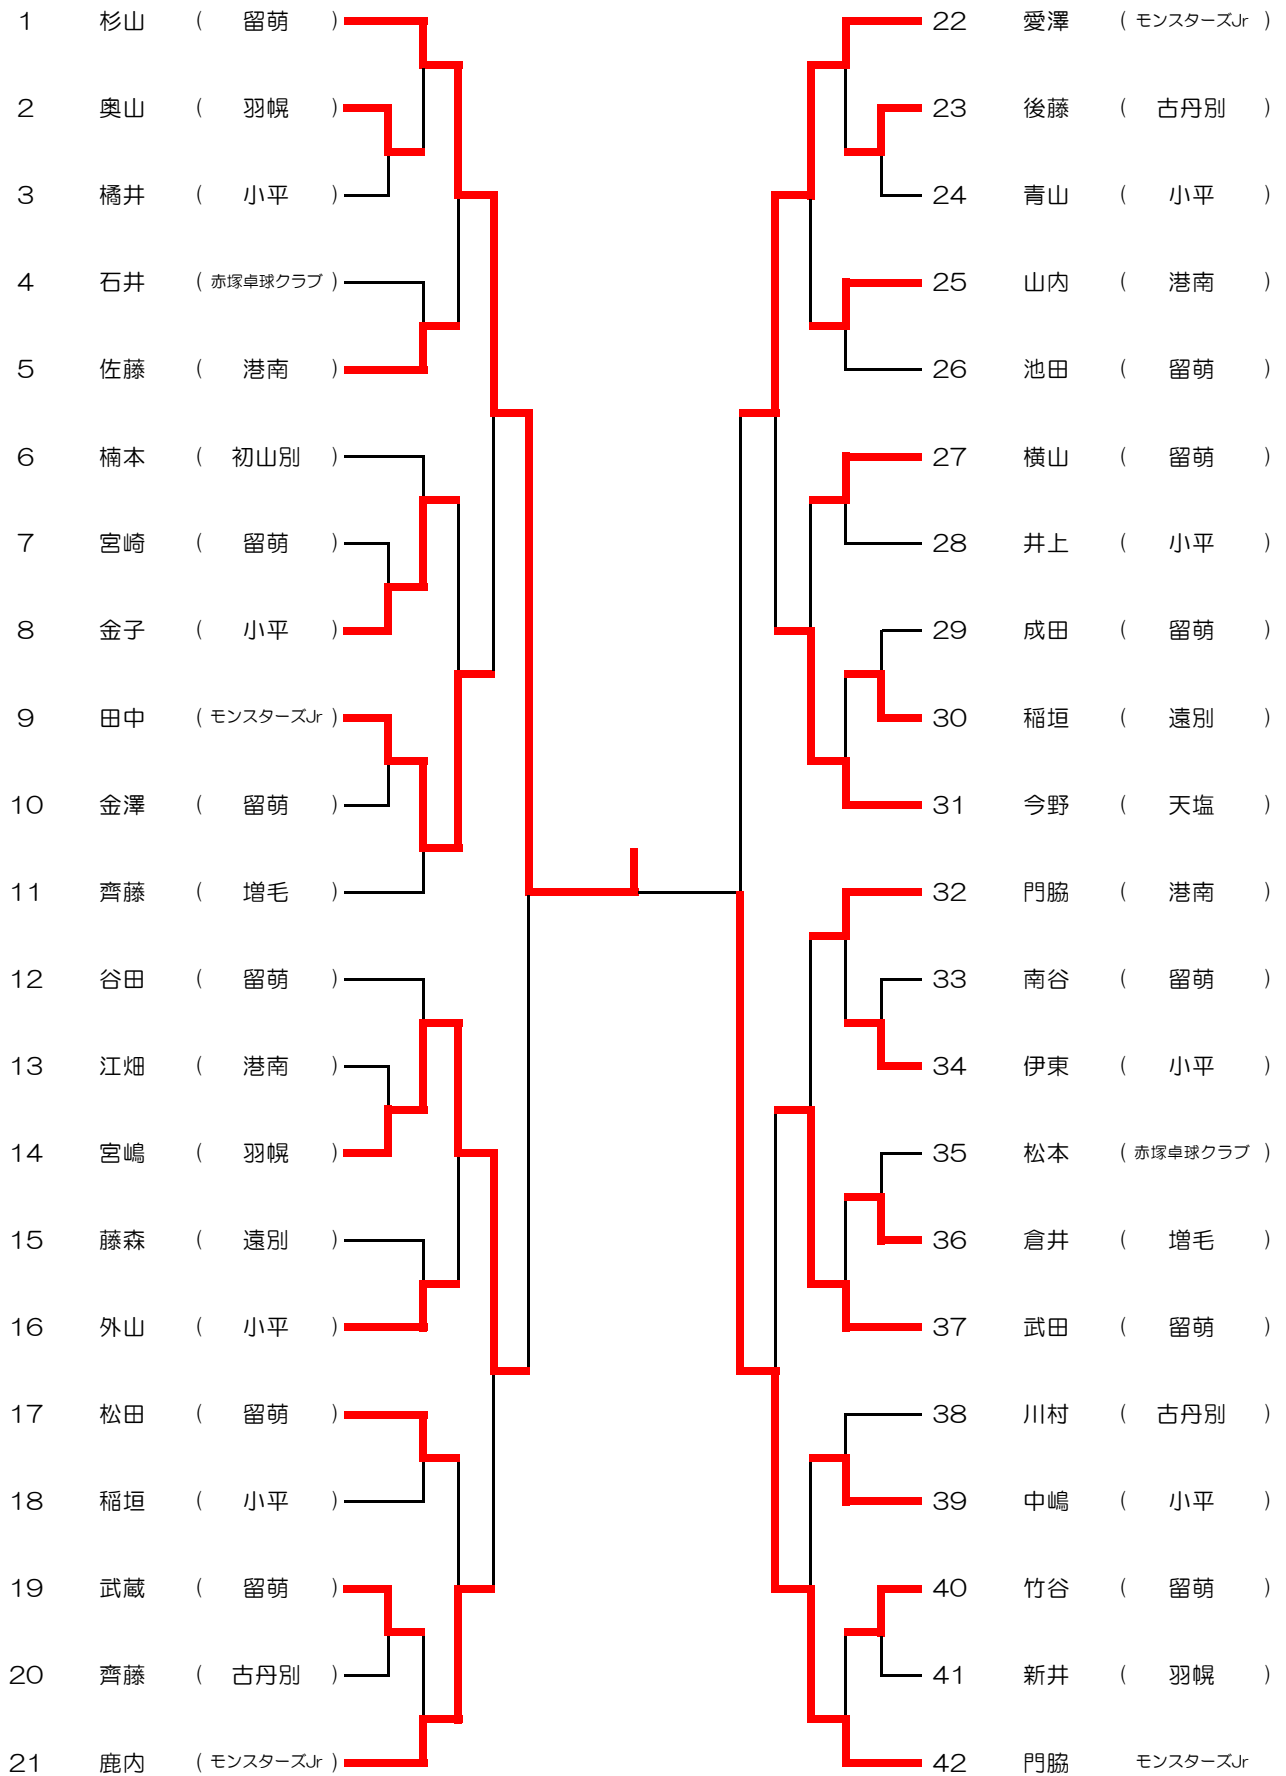 1 杉山 ( 留萌 )
2 奥山 ( 羽幌 )
3 橘井 ( 小平 )
4 石井 ( 赤塚卓球クラブ )
5 佐藤 ( 港南 )
6 楠本 ( 初山別 )
7 宮崎 ( 留萌 )
8 金子 ( 小平 )
9 田中 ( モンスターズJr )
10 金澤 ( 留萌 )
11 齊藤 ( 増毛 )
12 谷田 ( 留萌 )
13 江畑 ( 港南 )
14 宮嶋 ( 羽幌 )
15 藤森 ( 遠別 )
16 外山 ( 小平 )
17 松田 ( 留萌 )
18 稲垣 ( 小平 )
19 武蔵 ( 留萌 )
20 齊藤 ( 古丹別 )
21 鹿内 ( モンスターズJr )
22 愛澤 ( モンスターズJr )
23 後藤 ( 古丹別 )
24 青山 ( 小平 )
25 山内 ( 港南 )
26 池田 ( 留萌 )
27 横山 ( 留萌 )
28 井上 ( 小平 )
29 成田 ( 留萌 )
30 稲垣 ( 遠別 )
31 今野 ( 天塩 )
32 門脇 ( 港南 )
33 南谷 ( 留萌 )
34 伊東 ( 小平 )
35 松本 ( 赤塚卓球クラブ )
36 倉井 ( 増毛 )
37 武田 ( 留萌 )
38 川村 ( 古丹別 )
39 中嶋 ( 小平 )
40 竹谷 ( 留萌 )
41 新井 ( 羽幌 )
42 門脇 モンスターズJr